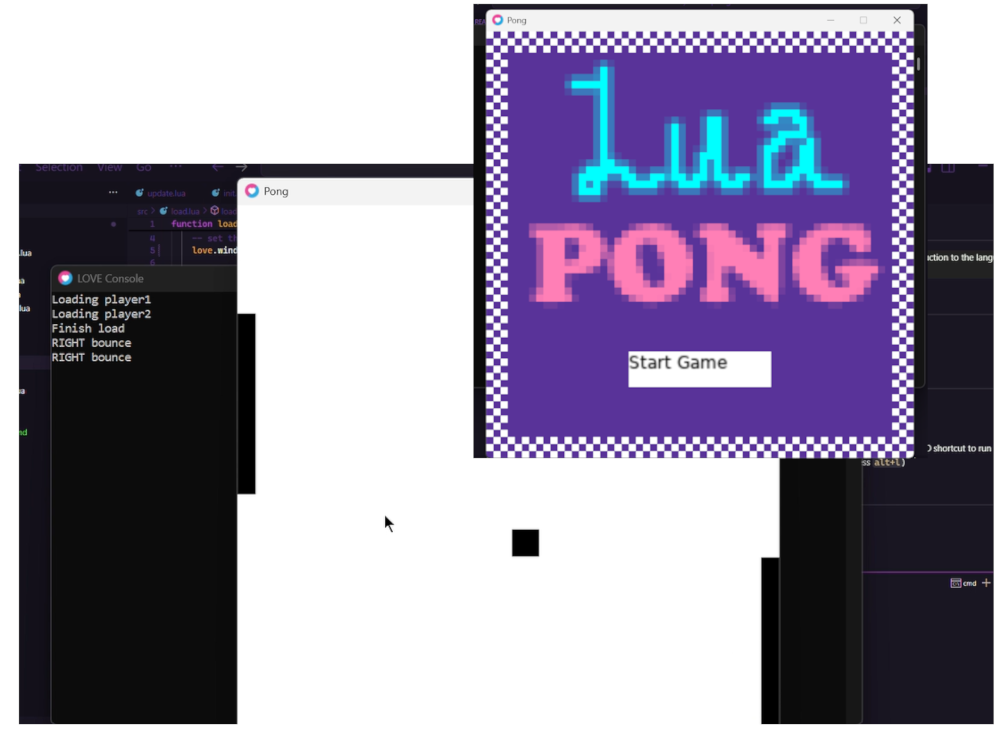 Pong
Lua
PONG
Start Game
Selection View Go ···
··· update.lua init
src > load.lua > load
1 function load
4 -- set th
5 love.wind
6
Pong
LOVE Console
Loading player1
Loading player2
Finish load
RIGHT bounce
RIGHT bounce
.lua
lua
nd
ction to the lang
shortcut to run
ss alt+l)
cmd